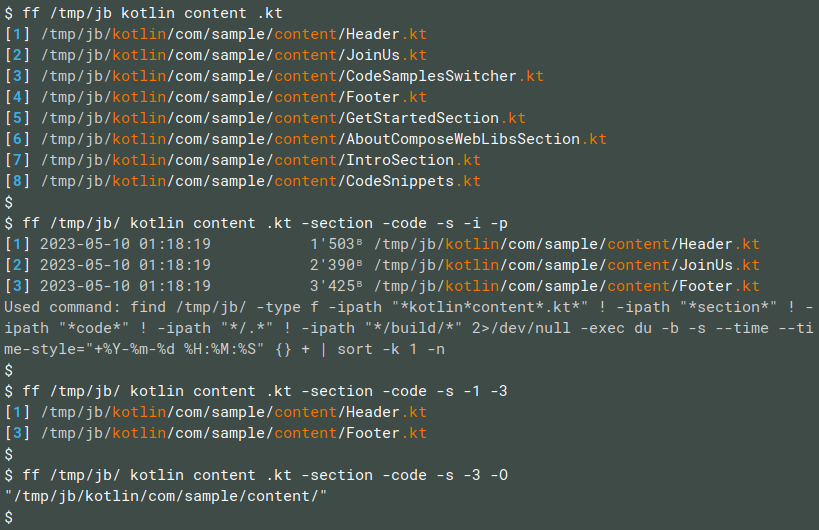 $ ff /tmp/jb kotlin content .kt
[1] /tmp/jb/kotlin/com/sample/content/Header.kt
[2] /tmp/jb/kotlin/com/sample/content/JoinUs.kt
[3] /tmp/jb/kotlin/com/sample/content/CodeSamplesSwitcher.kt
[4] /tmp/jb/kotlin/com/sample/content/Footer.kt
[5] /tmp/jb/kotlin/com/sample/content/GetStartedSection.kt
[6] /tmp/jb/kotlin/com/sample/content/AboutComposeWebLibsSection.kt
[7] /tmp/jb/kotlin/com/sample/content/IntroSection.kt
[8] /tmp/jb/kotlin/com/sample/content/CodeSnippets.kt
$
$ ff /tmp/jb/ kotlin content .kt -section -code -s -i -p
[1] 2023-05-10 01:18:19           1'503ᴮ /tmp/jb/kotlin/com/sample/content/Header.kt
[2] 2023-05-10 01:18:19           2'390ᴮ /tmp/jb/kotlin/com/sample/content/JoinUs.kt
[3] 2023-05-10 01:18:19           3'425ᴮ /tmp/jb/kotlin/com/sample/content/Footer.kt
Used command: find /tmp/jb/ -type f -ipath "*kotlin*content*.kt*" ! -ipath "*section*" ! -
ipath "*code*" ! -ipath "*/.*" ! -ipath "*/build/*" 2>/dev/null -exec du -b -s --time --ti
me-style="+%Y-%m-%d %H:%M:%S" {} + | sort -k 1 -n
$
$ ff /tmp/jb/ kotlin content .kt -section -code -s -1 -3
[1] /tmp/jb/kotlin/com/sample/content/Header.kt
[3] /tmp/jb/kotlin/com/sample/content/Footer.kt
$
$ ff /tmp/jb/ kotlin content .kt -section -code -s -3 -O
"/tmp/jb/kotlin/com/sample/content/"
$